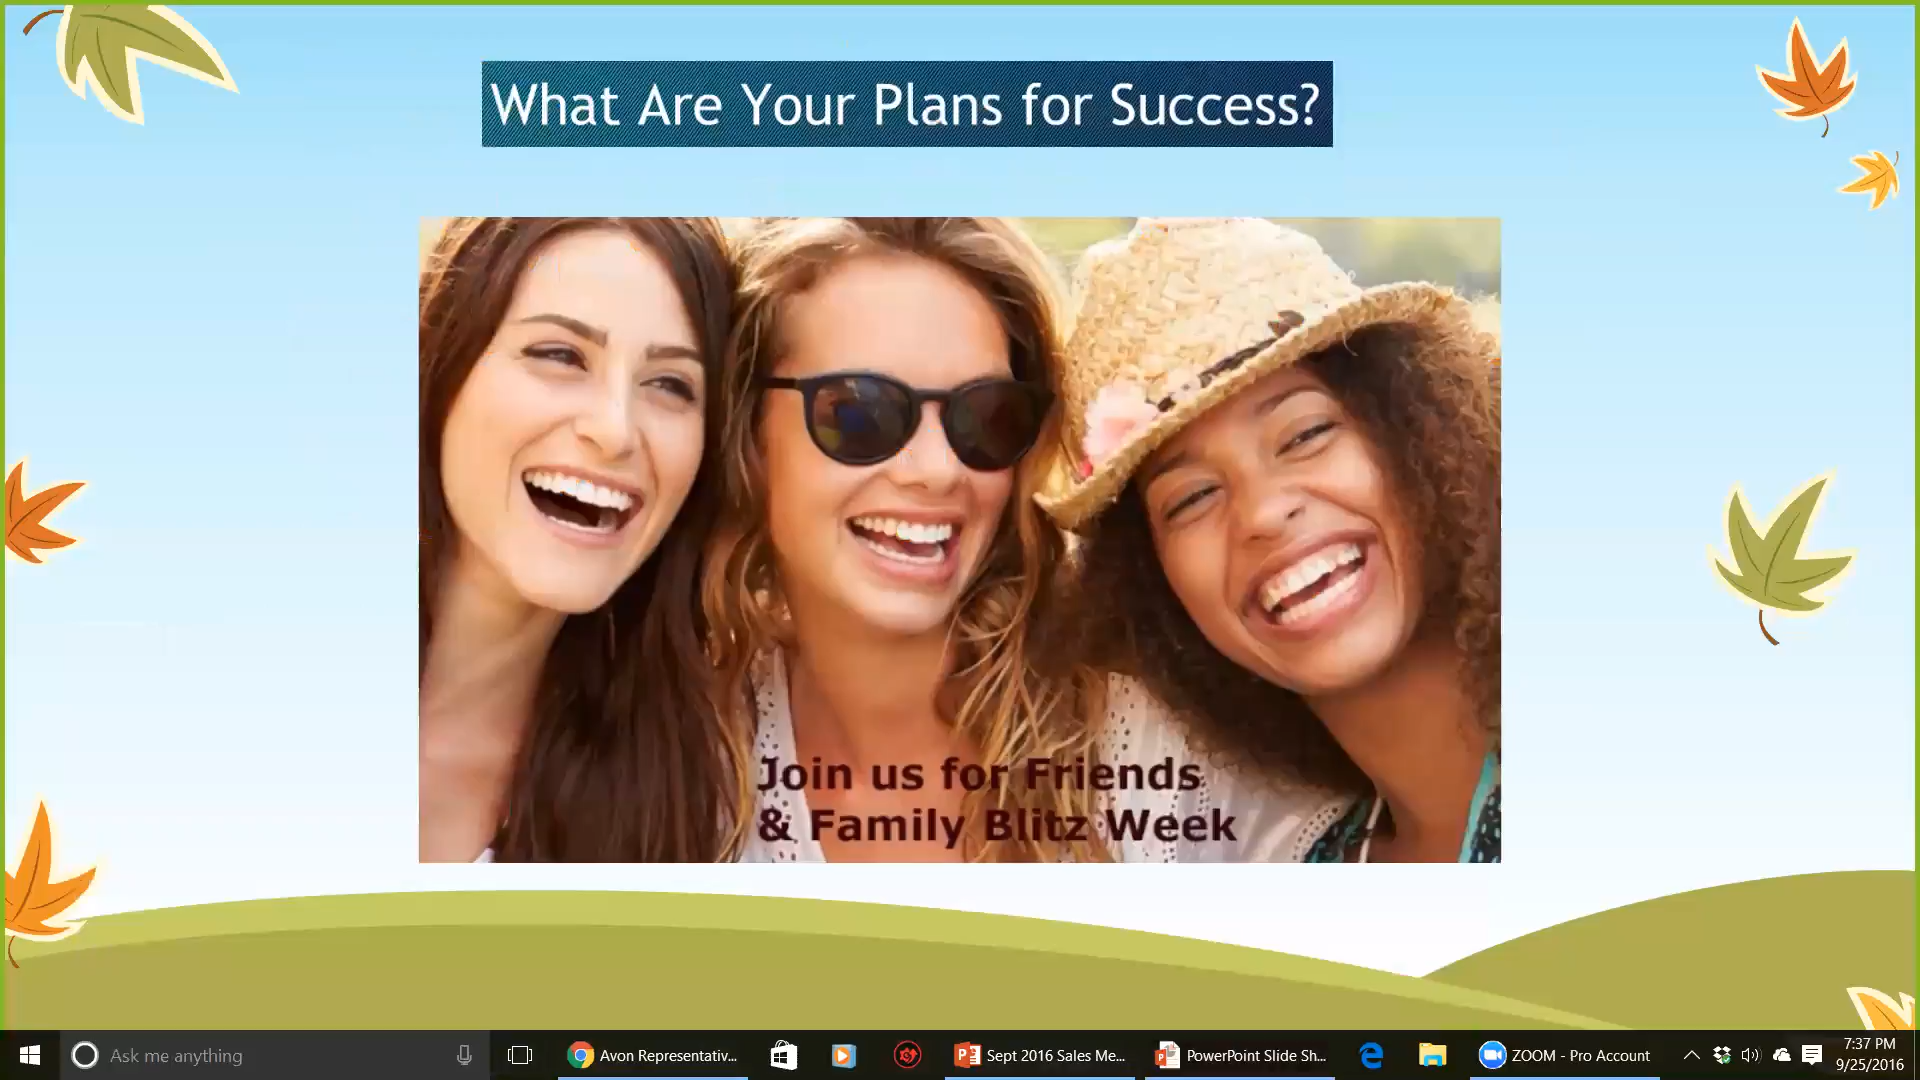 What Are Your Plans for Success?
Join us for Friends
& Family Blitz Week
Ask me anything
Avon Representativ...
Sept 2016 Sales Me...
PowerPoint Slide Sh...
ZOOM - Pro Account
7:37 PM
9/25/2016